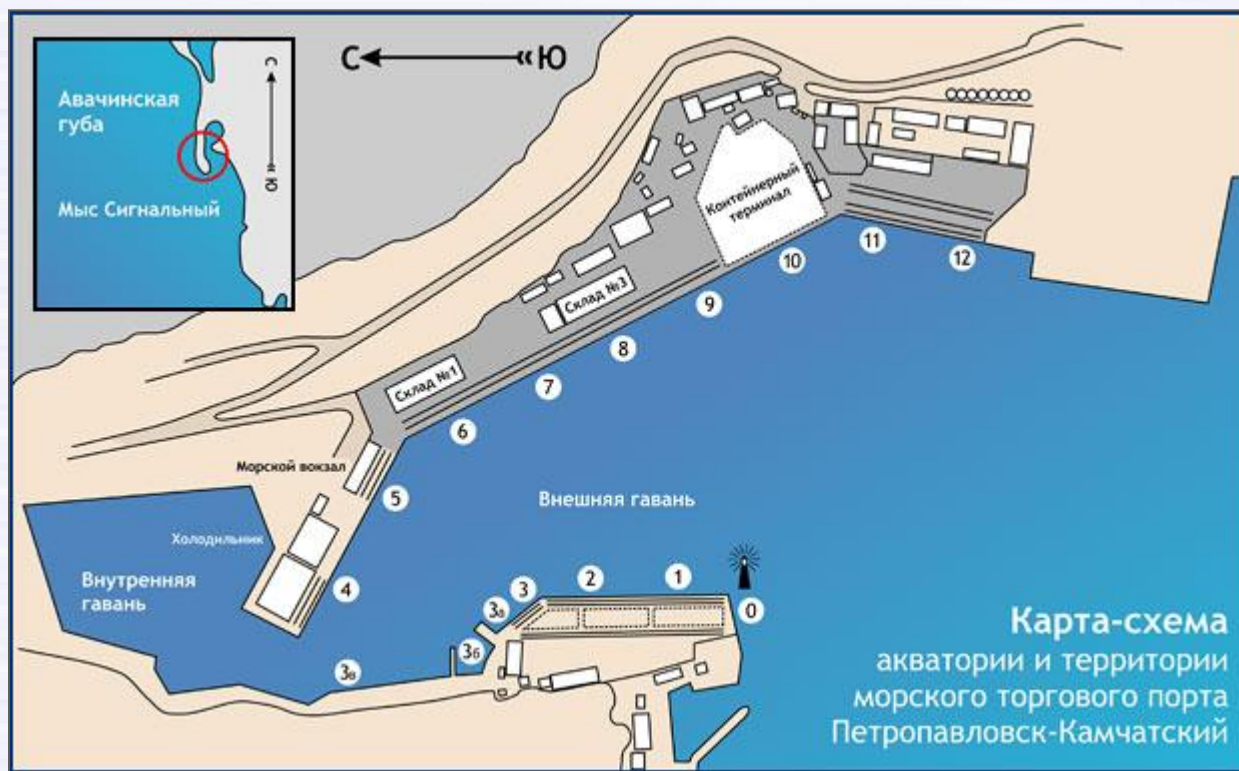 С Ю
Авачинская
губа
Мыс Сигнальный
С
Ю
Контейнерный
терминал
11
12
10
9
Склад №3
8
7
Склад №1
6
Морской вокзал
5
Внешняя гавань
Холодильник
Внутренняя
гавань
4
3
2
1
0
3а
3б
3в
Карта-схема
акватории и территории
морского торгового порта
Петропавловск-Камчатский